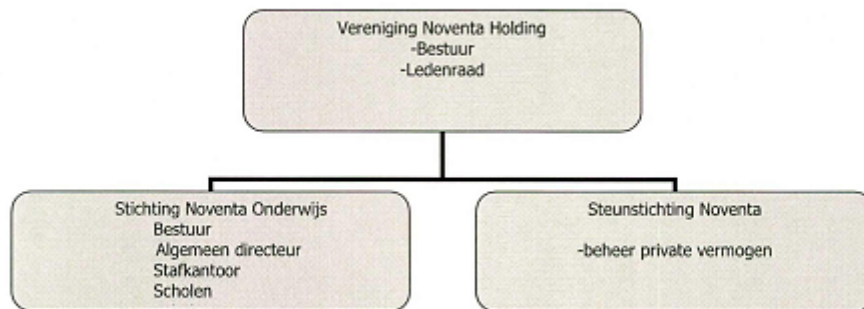 Vereniging Noventa Holding
-Bestuur
-Ledenraad
Stichting Noventa Onderwijs
Bestuur
Algemeen directeur
Stafkantoor
Scholen
Steunstichting Noventa
-beheer private vermogen